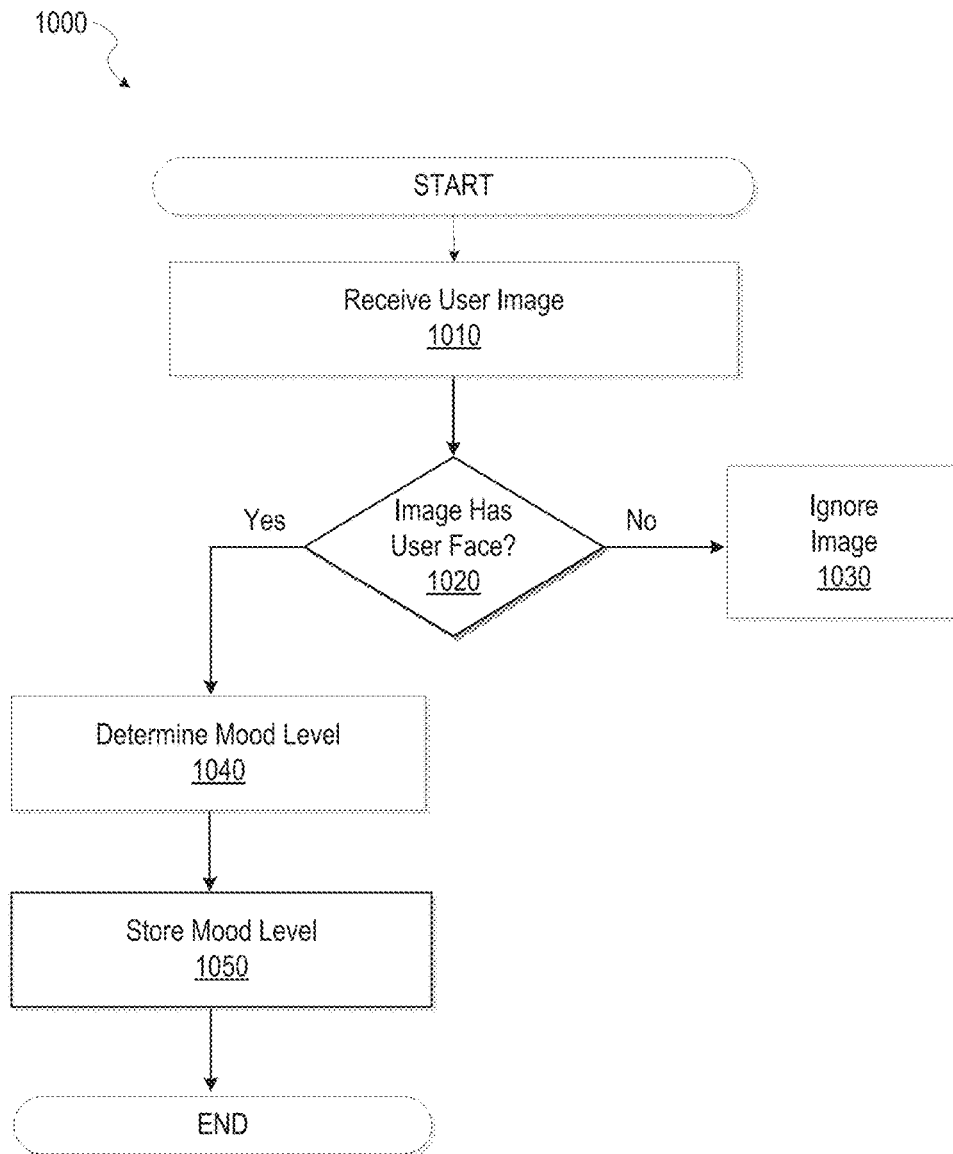 1000
START
Receive User Image
1010
Image Has
User Face?
1020
Yes
No
Ignore
Image
1030
Determine Mood Level
1040
Store Mood Level
1050
END